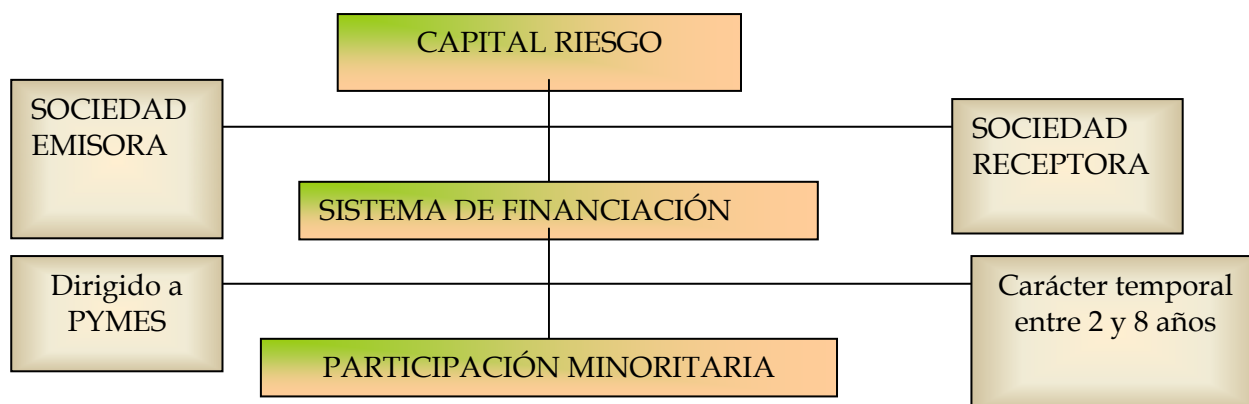 CAPITAL RIESGO
SOCIEDAD
EMISORA
SOCIEDAD
RECEPTORA
SISTEMA DE FINANCIACIÓN
Dirigido a
PYMES
Carácter temporal
entre 2 y 8 años
PARTICIPACIÓN MINORITARIA